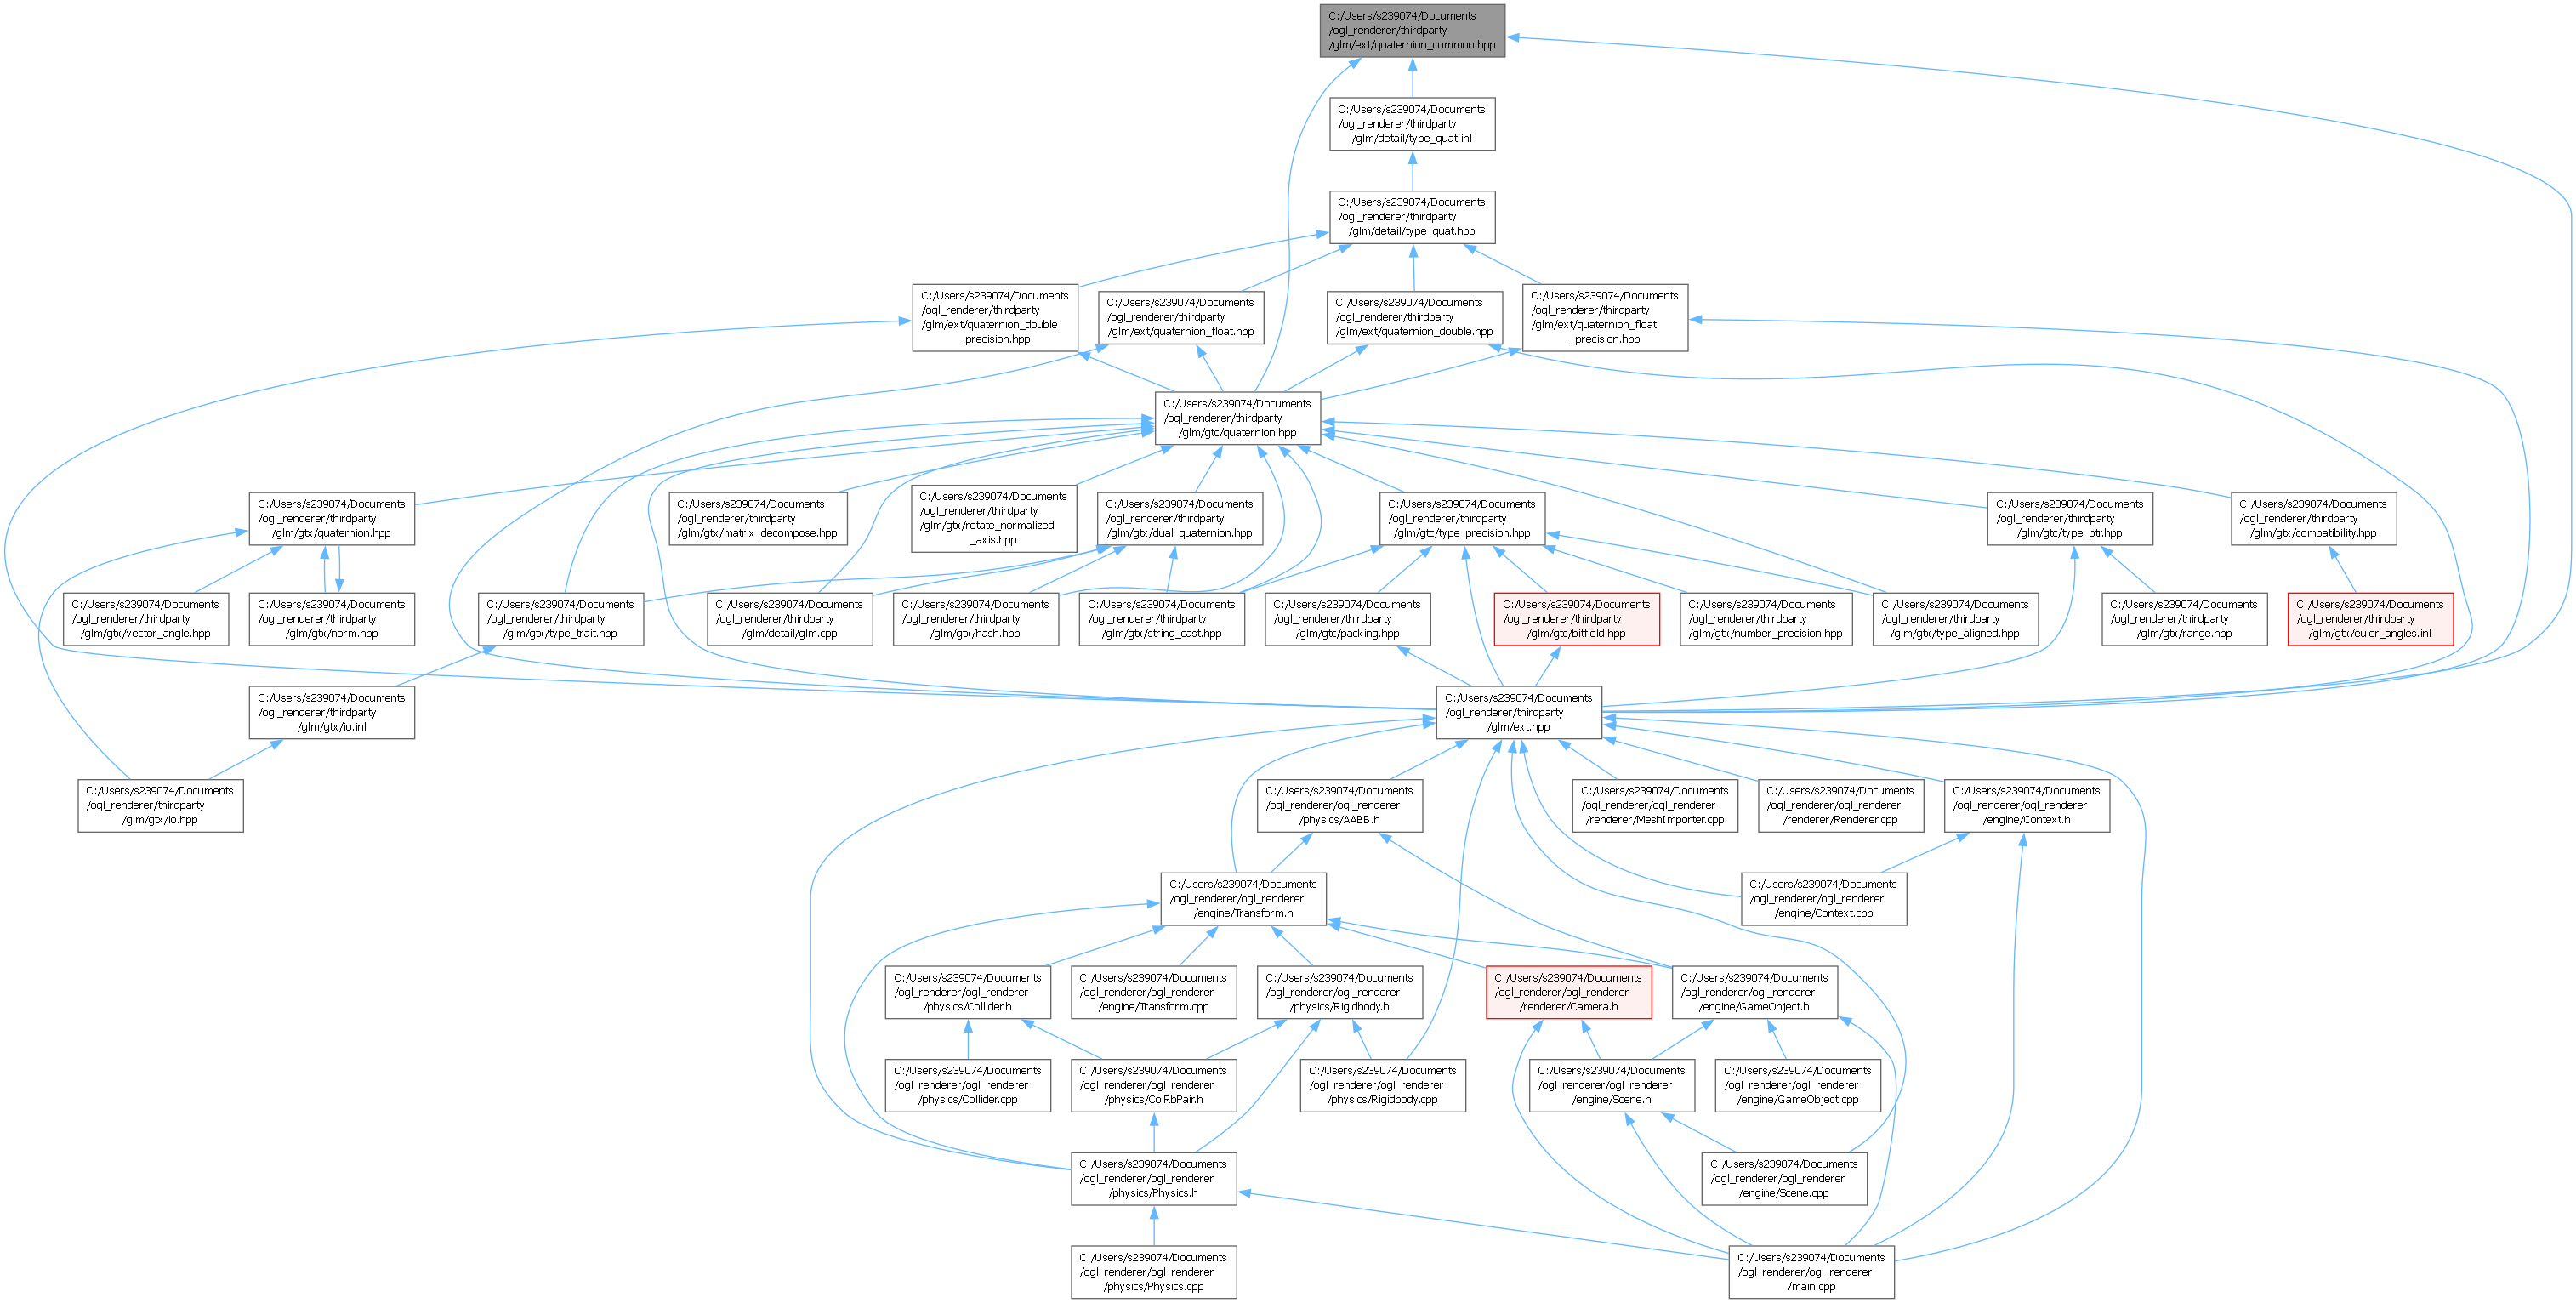 C:/Users/s239074/Documents
/ogl_renderer/thirdparty
/glm/ext/quaternion_common.hpp
C:/Users/s239074/Documents
/ogl_renderer/thirdparty
/glm/detail/type_quat.inl
C:/Users/s239074/Documents
/ogl_renderer/thirdparty
/glm/detail/type_quat.hpp
C:/Users/s239074/Documents
/ogl_renderer/thirdparty
/glm/ext/quaternion_double
_precision.hpp
C:/Users/s239074/Documents
/ogl_renderer/thirdparty
/glm/ext/quaternion_float.hpp
C:/Users/s239074/Documents
/ogl_renderer/thirdparty
/glm/ext/quaternion_double.hpp
C:/Users/s239074/Documents
/ogl_renderer/thirdparty
/glm/ext/quaternion_float
_precision.hpp
C:/Users/s239074/Documents
/ogl_renderer/thirdparty
/glm/gtc/quaternion.hpp
C:/Users/s239074/Documents
/ogl_renderer/thirdparty
/glm/gtx/quaternion.hpp
C:/Users/s239074/Documents
/ogl_renderer/thirdparty
/glm/gtx/matrix_decompose.hpp
C:/Users/s239074/Documents
/ogl_renderer/thirdparty
/glm/gtx/rotate_normalized
_axis.hpp
C:/Users/s239074/Documents
/ogl_renderer/thirdparty
/glm/gtx/dual_quaternion.hpp
C:/Users/s239074/Documents
/ogl_renderer/thirdparty
/glm/gtc/type_precision.hpp
C:/Users/s239074/Documents
/ogl_renderer/thirdparty
/glm/gtc/type_ptr.hpp
C:/Users/s239074/Documents
/ogl_renderer/thirdparty
/glm/gtx/compatibility.hpp
C:/Users/s239074/Documents
/ogl_renderer/thirdparty
/glm/gtx/vector_angle.hpp
C:/Users/s239074/Documents
/ogl_renderer/thirdparty
/glm/gtx/norm.hpp
C:/Users/s239074/Documents
/ogl_renderer/thirdparty
/glm/gtx/type_trait.hpp
C:/Users/s239074/Documents
/ogl_renderer/thirdparty
/glm/detail/glm.cpp
C:/Users/s239074/Documents
/ogl_renderer/thirdparty
/glm/gtx/hash.hpp
C:/Users/s239074/Documents
/ogl_renderer/thirdparty
/glm/gtx/string_cast.hpp
C:/Users/s239074/Documents
/ogl_renderer/thirdparty
/glm/gtc/packing.hpp
C:/Users/s239074/Documents
/ogl_renderer/thirdparty
/glm/gtc/bitfield.hpp
C:/Users/s239074/Documents
/ogl_renderer/thirdparty
/glm/gtx/number_precision.hpp
C:/Users/s239074/Documents
/ogl_renderer/thirdparty
/glm/gtx/type_aligned.hpp
C:/Users/s239074/Documents
/ogl_renderer/thirdparty
/glm/gtx/range.hpp
C:/Users/s239074/Documents
/ogl_renderer/thirdparty
/glm/gtx/euler_angles.inl
C:/Users/s239074/Documents
/ogl_renderer/thirdparty
/glm/gtx/io.inl
C:/Users/s239074/Documents
/ogl_renderer/thirdparty
/glm/ext.hpp
C:/Users/s239074/Documents
/ogl_renderer/thirdparty
/glm/gtx/io.hpp
C:/Users/s239074/Documents
/ogl_renderer/ogl_renderer
/physics/AABB.h
C:/Users/s239074/Documents
/ogl_renderer/ogl_renderer
/renderer/MeshImporter.cpp
C:/Users/s239074/Documents
/ogl_renderer/ogl_renderer
/renderer/Renderer.cpp
C:/Users/s239074/Documents
/ogl_renderer/ogl_renderer
/engine/Context.h
C:/Users/s239074/Documents
/ogl_renderer/ogl_renderer
/engine/Transform.h
C:/Users/s239074/Documents
/ogl_renderer/ogl_renderer
/engine/Context.cpp
C:/Users/s239074/Documents
/ogl_renderer/ogl_renderer
/physics/Collider.h
C:/Users/s239074/Documents
/ogl_renderer/ogl_renderer
/engine/Transform.cpp
C:/Users/s239074/Documents
/ogl_renderer/ogl_renderer
/physics/Rigidbody.h
C:/Users/s239074/Documents
/ogl_renderer/ogl_renderer
/renderer/Camera.h
C:/Users/s239074/Documents
/ogl_renderer/ogl_renderer
/engine/GameObject.h
C:/Users/s239074/Documents
/ogl_renderer/ogl_renderer
/physics/Collider.cpp
C:/Users/s239074/Documents
/ogl_renderer/ogl_renderer
/physics/ColRbPair.h
C:/Users/s239074/Documents
/ogl_renderer/ogl_renderer
/physics/Rigidbody.cpp
C:/Users/s239074/Documents
/ogl_renderer/ogl_renderer
/engine/Scene.h
C:/Users/s239074/Documents
/ogl_renderer/ogl_renderer
/engine/GameObject.cpp
C:/Users/s239074/Documents
/ogl_renderer/ogl_renderer
/physics/Physics.h
C:/Users/s239074/Documents
/ogl_renderer/ogl_renderer
/engine/Scene.cpp
C:/Users/s239074/Documents
/ogl_renderer/ogl_renderer
/physics/Physics.cpp
C:/Users/s239074/Documents
/ogl_renderer/ogl_renderer
/main.cpp